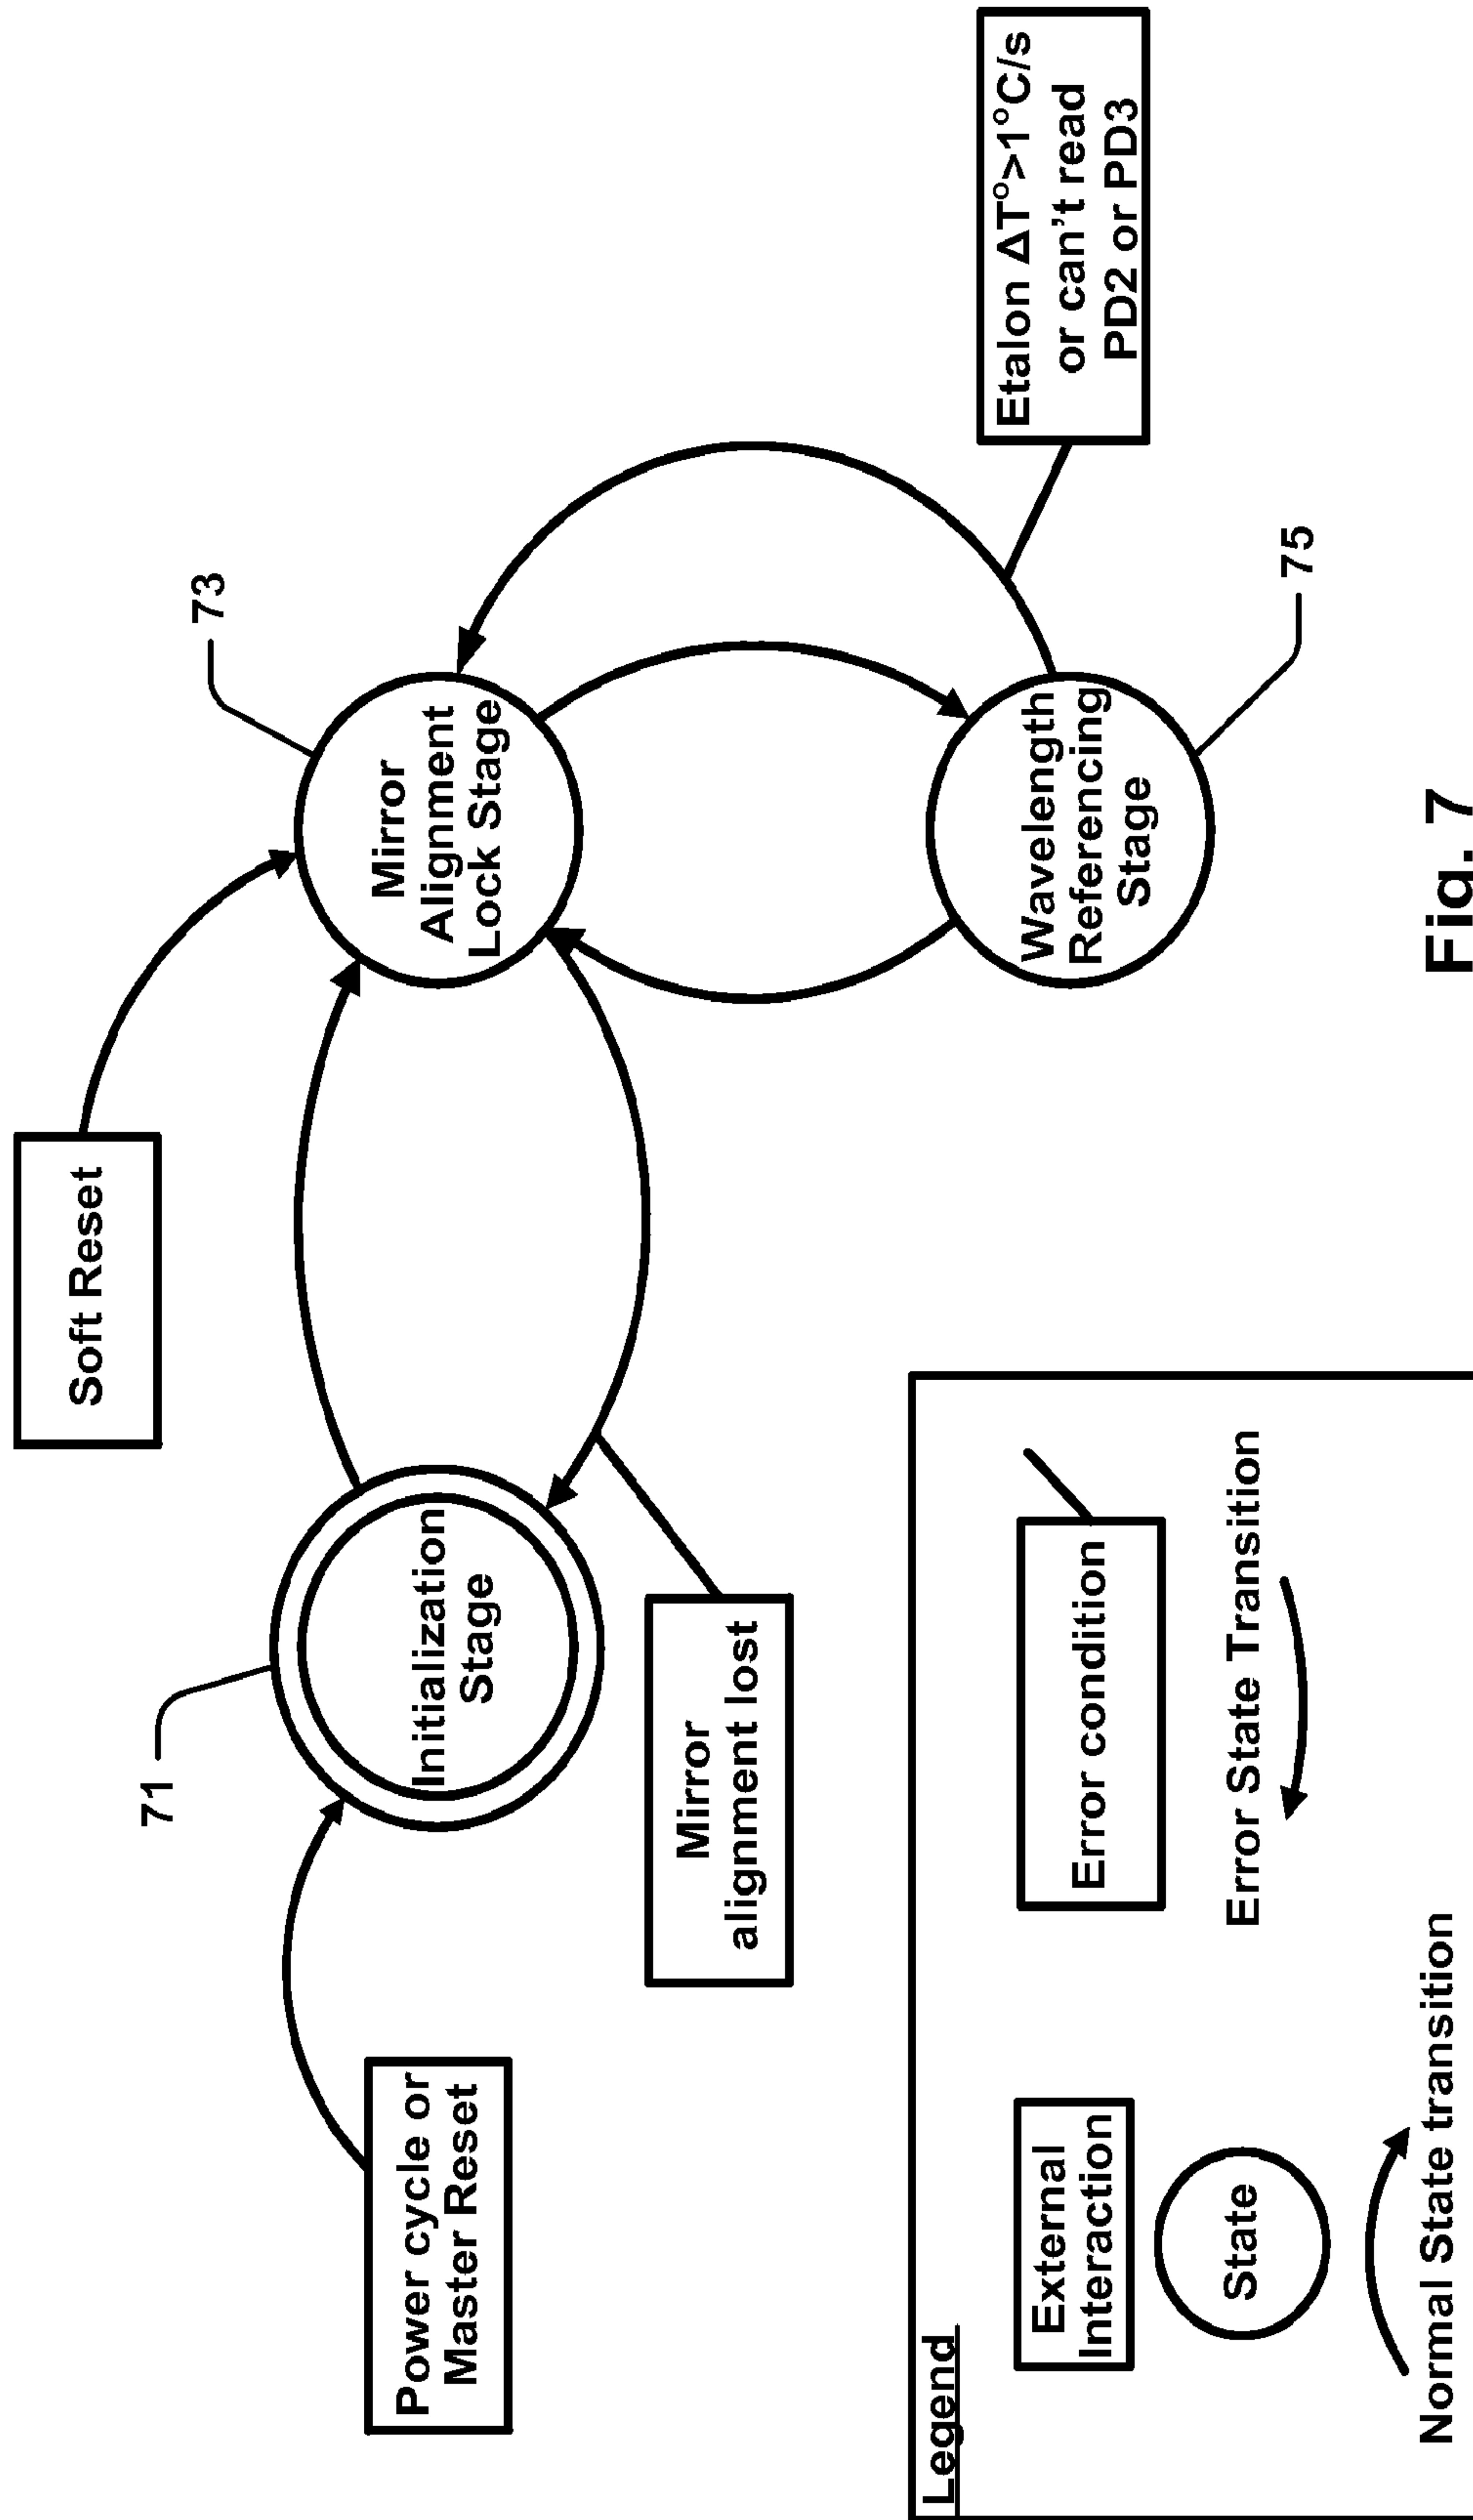 Soft Reset
73
71
Power cycle or
Master Reset
Initialization
Stage
Mirror
Alignment
Lock Stage
Mirror
alignment lost
Wavelength
Referencing
Stage
Etalon ΔT°>1°C/s
or can't read
PD2 or PD3
75
Legend
External
Interaction
Error condition
State
Error State Transition
Normal State transition
Fig. 7